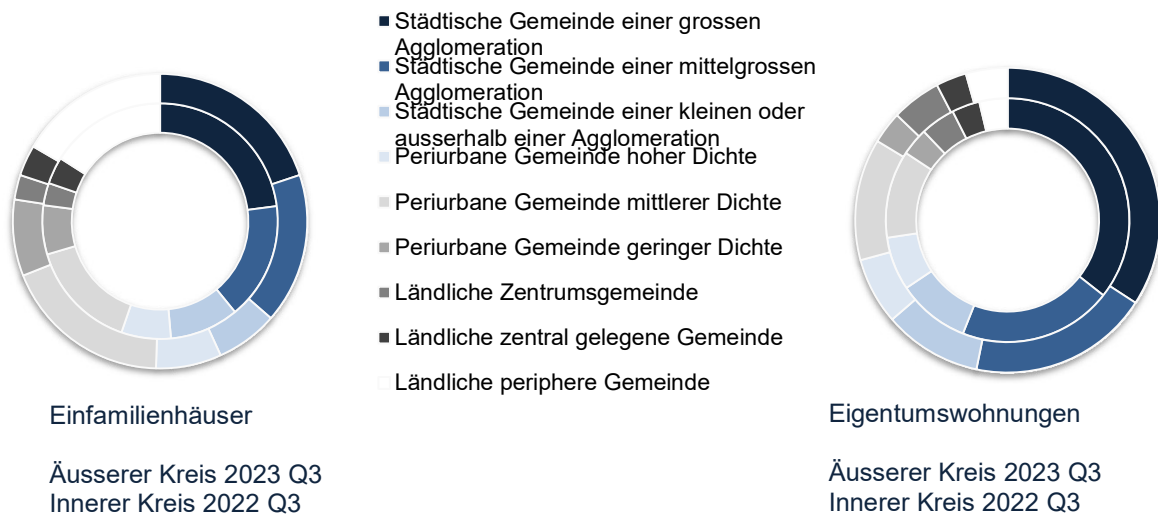 Städtische Gemeinde einer grossen
Agglomeration
Städtische Gemeinde einer mittelgrossen
Agglomeration
Städtische Gemeinde einer kleinen oder
ausserhalb einer Agglomeration
Periurbane Gemeinde hoher Dichte
Periurbane Gemeinde mittlerer Dichte
Periurbane Gemeinde geringer Dichte
Ländliche Zentrumsgemeinde
Ländliche zentral gelegene Gemeinde
Ländliche periphere Gemeinde
Einfamilienhäuser
Äusserer Kreis 2023 Q3
Innerer Kreis 2022 Q3
Eigentumswohnungen
Äusserer Kreis 2023 Q3
Innerer Kreis 2022 Q3